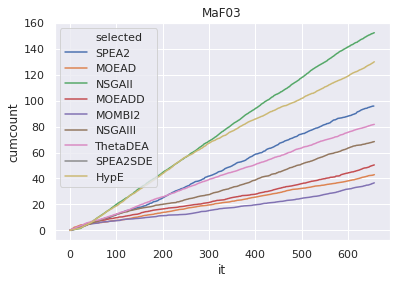 MaF03
selected
SPEA2
MOEAD
NSGAII
MOEADD
MOMBI2
NSGAIII
ThetaDEA
SPEA2SDE
HypE
cumcount
160
140
120
100
80
60
40
20
0
0 100 200 300 400 500 600
it